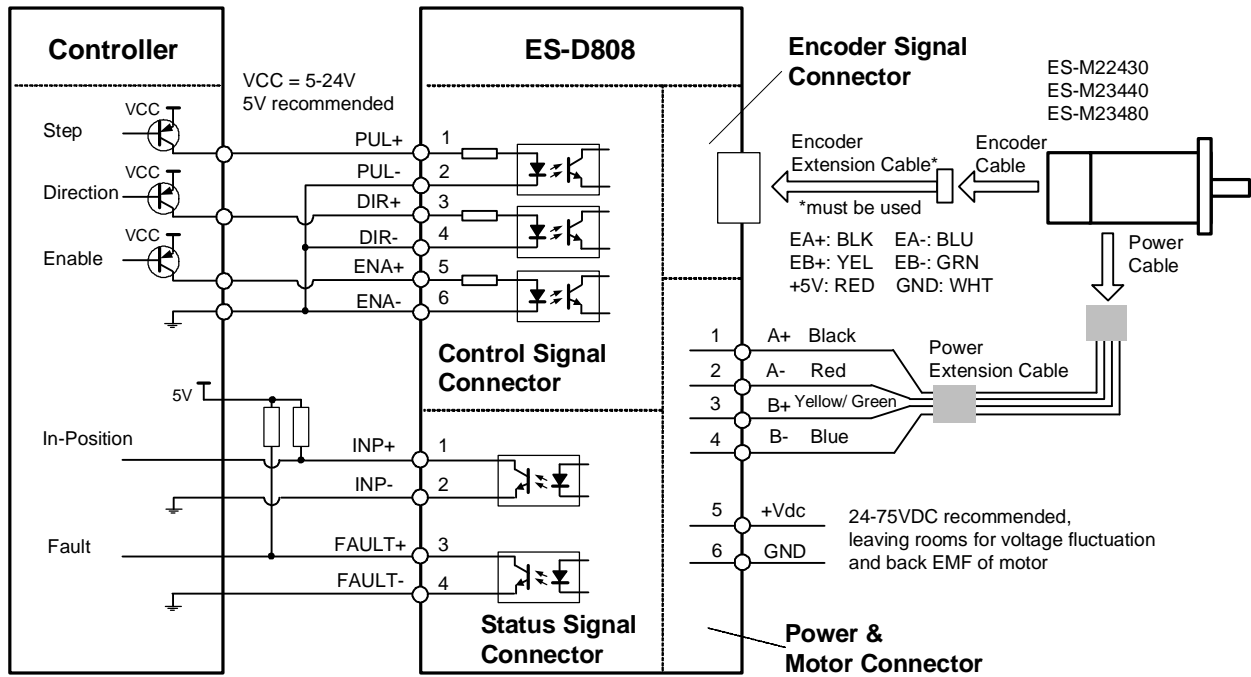 Controller
ES-D808
VCC = 5-24V
5V recommended
Encoder Signal
Connector
ES-M22430
ES-M23440
ES-M23480
VCC
Step
PUL+
1
PUL-
2
VCC
Direction
DIR+
3
DIR-
4
VCC
Enable
ENA+
5
ENA-
6
Control Signal
Connector
Encoder
Extension Cable*
*must be used
Encoder
Cable
EA+: BLK EA-: BLU
EB+: YEL EB-: GRN
+5V: RED GND: WHT
Power
Cable
1 A+ Black
2 A- Red
3 B+ Yellow/ Green
4 B- Blue
Power
Extension Cable
5V
In-Position
INP+
1
INP-
2
Fault
FAULT+
3
FAULT-
4
Status Signal
Connector
5 +Vdc
6 GND
24-75VDC recommended,
leaving rooms for voltage fluctuation
and back EMF of motor
Power &
Motor Connector